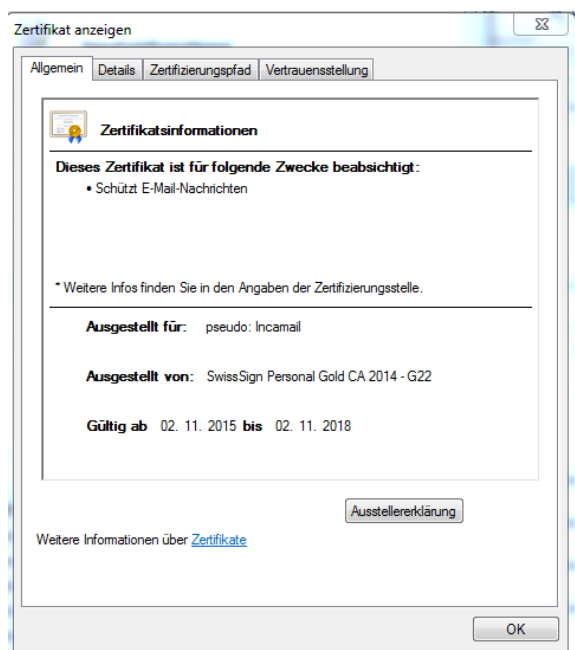 Zertifikat anzeigen
Allgemein Details Zertifizierungspfad Vertrauensstellung
Zertifikatsinformationen
Dieses Zertifikat ist für folgende Zwecke beabsichtigt:
• Schützt E-Mail-Nachrichten
* Weitere Infos finden Sie in den Angaben der Zertifizierungsstelle.
Ausgestellt für: pseudo: Incamail
Ausgestellt von: SwissSign Personal Gold CA 2014 - G22
Gültig ab 02. 11. 2015 bis 02. 11. 2018
Ausstellererklärung
Weitere Informationen über Zertifikate
OK